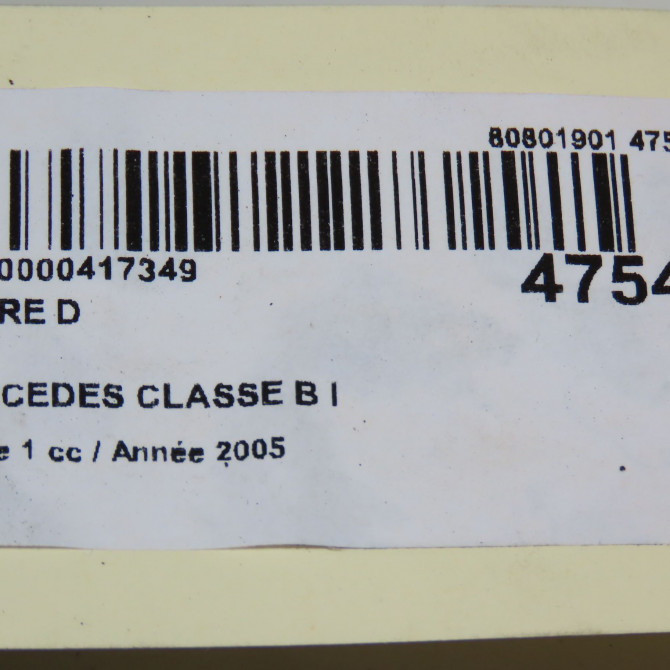 80801901 475
0000417349
4754
RE D
CEDES CLASSE B I
e 1 cc / Année 2005